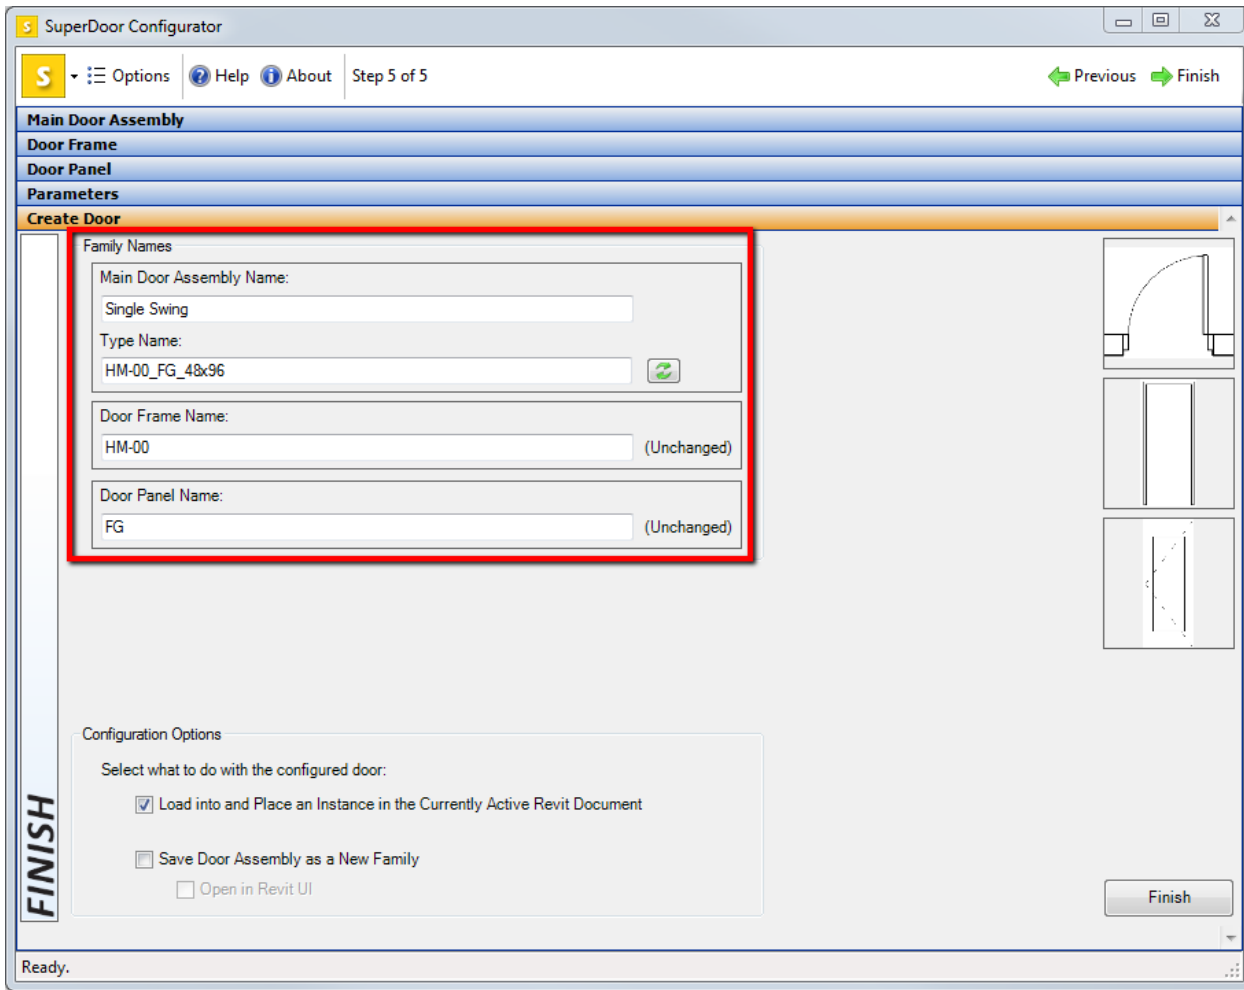 S SuperDoor Configurator
S Options Help About Step 5 of 5 Previous Finish
Main Door Assembly
Door Frame
Door Panel
Parameters
Create Door
Family Names
Main Door Assembly Name:
Single Swing
Type Name:
HM-00_FG_48x96
Door Frame Name:
HM-00 (Unchanged)
Door Panel Name:
FG (Unchanged)
Configuration Options
Select what to do with the configured door:
Load into and Place an Instance in the Currently Active Revit Document
Save Door Assembly as a New Family
Open in Revit UI
FINISH
Finish
Ready.